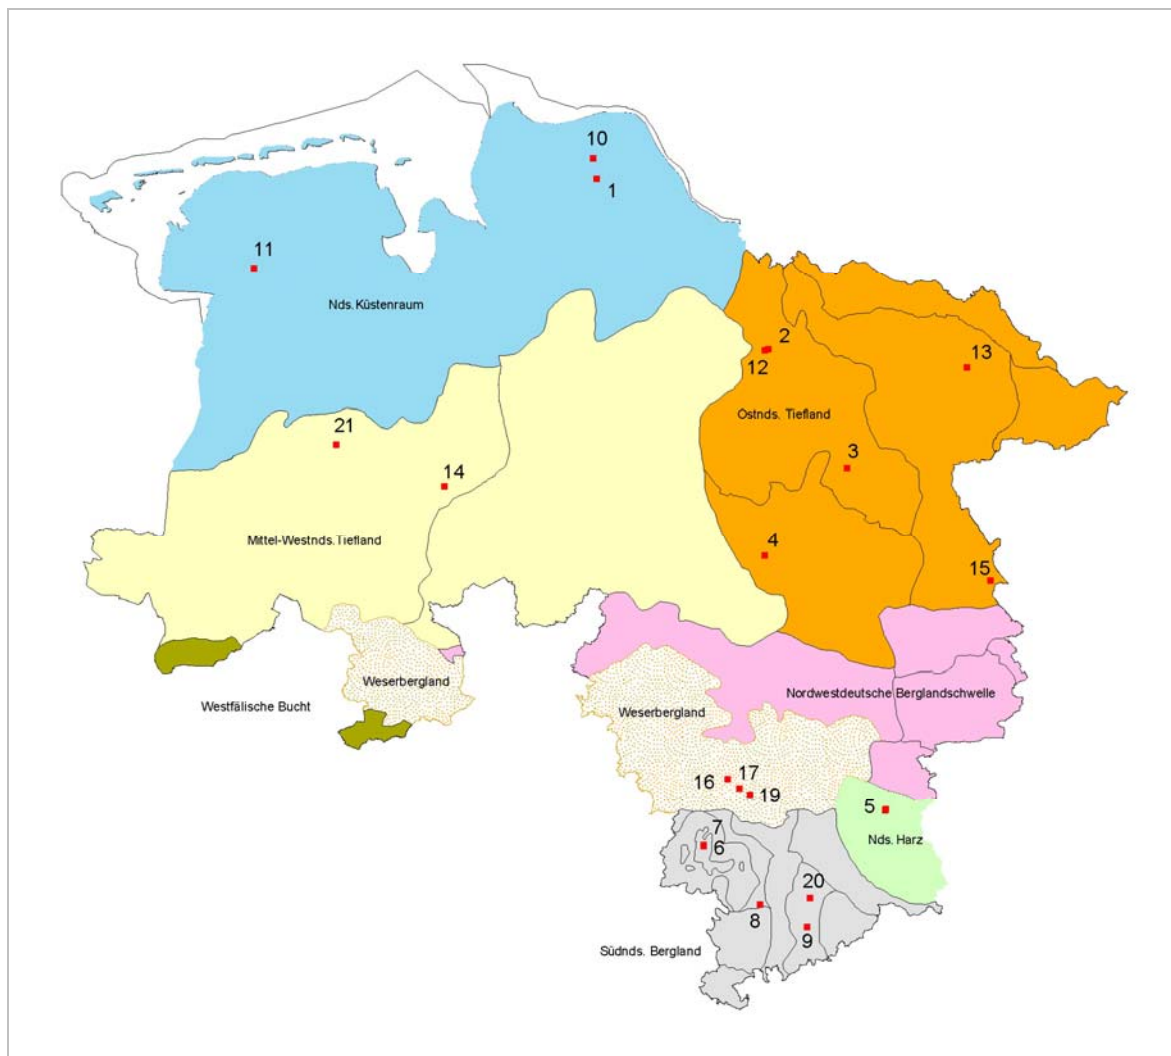 10
1
11
Nds. Küstenraum
2
12
13
Östnds. Tiefland
21
3
14
Mittel-Westnds. Tiefland
4
15
Weserbergland
Nordwestdeutsche Berglandschwelle
Westfälische Bucht
Weserbergland
16
17
19
5
7
6
Nds. Harz
20
8
9
Südnds. Bergland